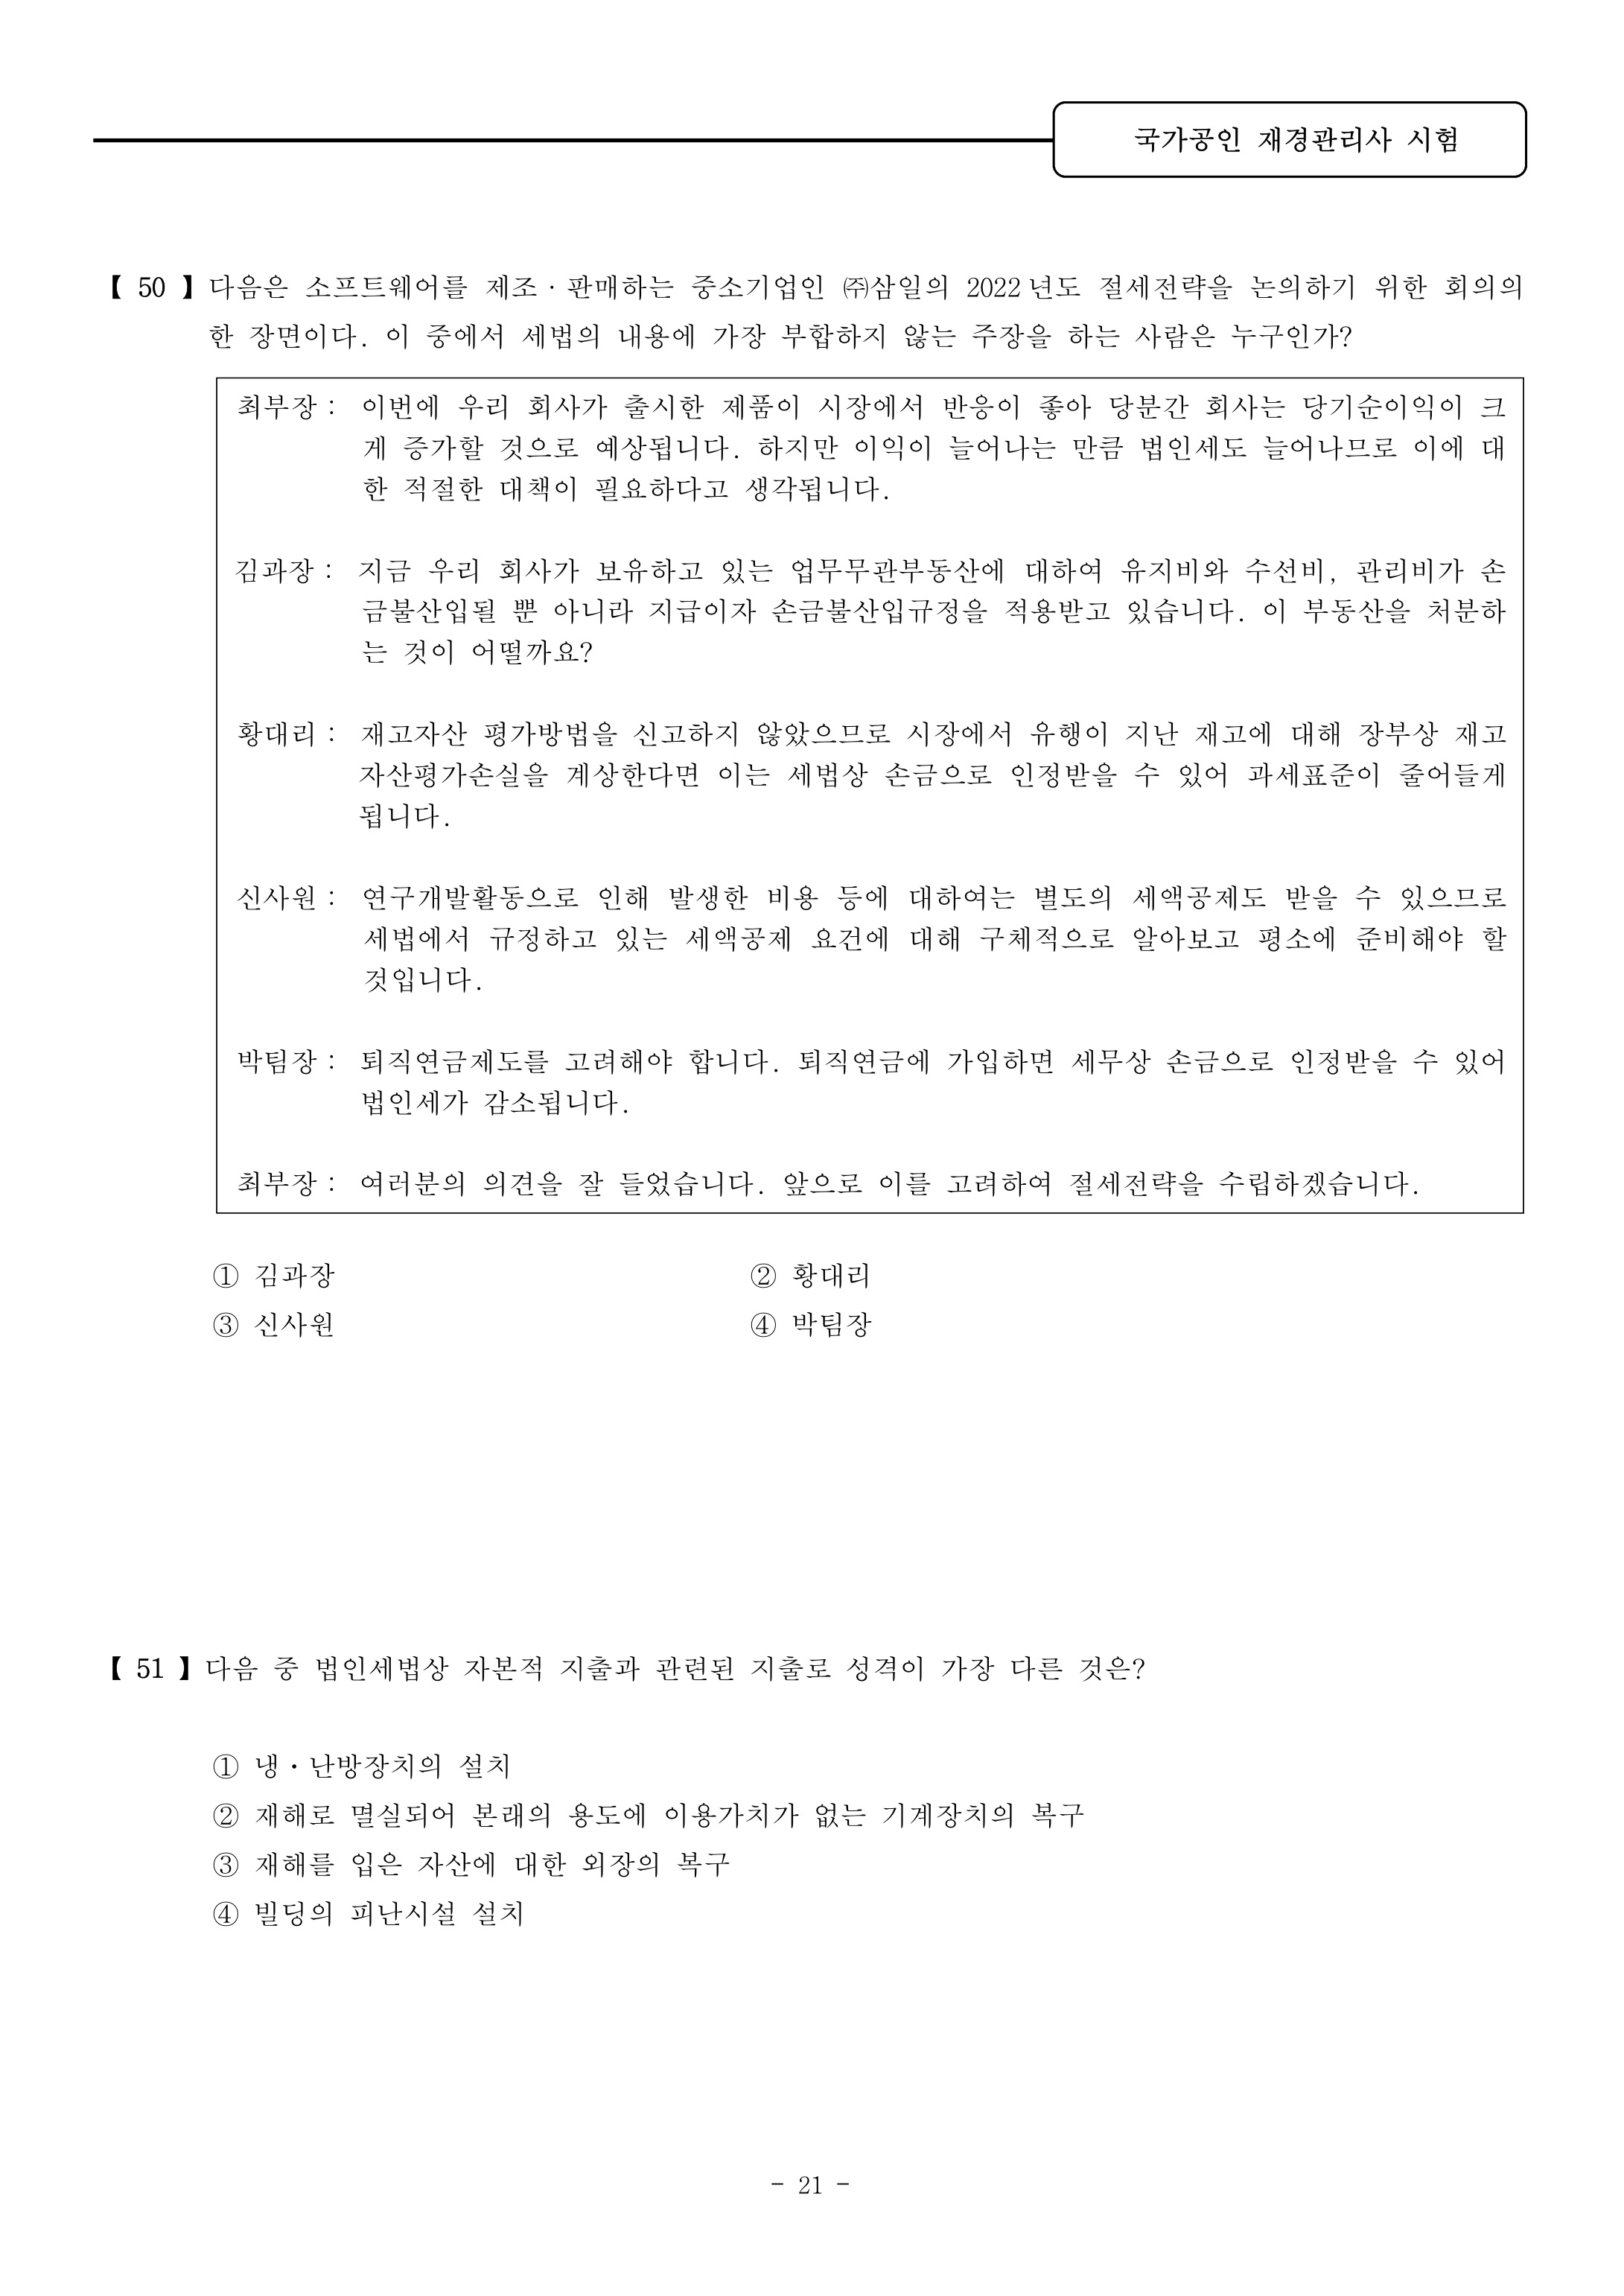 국가공인 재경관리사 시험
【 50 】 다음은 소프트웨어를 제조·판매하는 중소기업인 ㈜삼일의 2022년도 절세전략을 논의하기 위한 회의의
한 장면이다. 이 중에서 세법의 내용에 가장 부합하지 않는 주장을 하는 사람은 누구인가?
최부장 : 이번에 우리 회사가 출시한 제품이 시장에서 반응이 좋아 당분간 회사는 당기순이익이 크
게 증가할 것으로 예상됩니다. 하지만 이익이 늘어나는 만큼 법인세도 늘어나므로 이에 대
한 적절한 대책이 필요하다고 생각됩니다.
김과장 : 지금 우리 회사가 보유하고 있는 업무무관부동산에 대하여 유지비와 수선비, 관리비가 손
금불산입될 뿐 아니라 지급이자 손금불산입규정을 적용받고 있습니다. 이 부동산을 처분하
는 것이 어떨까요?
황대리 : 재고자산 평가방법을 신고하지 않았으므로 시장에서 유행이 지난 재고에 대해 장부상 재고
자산평가손실을 계상한다면 이는 세법상 손금으로 인정받을 수 있어 과세표준이 줄어들게
됩니다.
신사원 : 연구개발활동으로 인해 발생한 비용 등에 대하여는 별도의 세액공제도 받을 수 있으므로
세법에서 규정하고 있는 세액공제 요건에 대해 구체적으로 알아보고 평소에 준비해야 할
것입니다.
박팀장 : 퇴직연금제도를 고려해야 합니다. 퇴직연금에 가입하면 세무상 손금으로 인정받을 수 있어
법인세가 감소됩니다.
최부장 : 여러분의 의견을 잘 들었습니다. 앞으로 이를 고려하여 절세전략을 수립하겠습니다.
① 김과장 ② 황대리
③ 신사원 ④ 박팀장
【 51 】 다음 중 법인세법상 자본적 지출과 관련된 지출로 성격이 가장 다른 것은?
① 냉·난방장치의 설치
② 재해로 멸실되어 본래의 용도에 이용가치가 없는 기계장치의 복구
③ 재해를 입은 자산에 대한 외장의 복구
④ 빌딩의 피난시설 설치
- 21 -